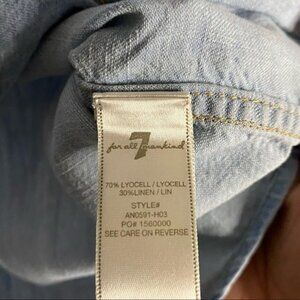 7
for all mankind
70% LYOCELL / LYOCELL
30%LINEN / LIN
STYLE#
AN0591-H03
PO# 1560000
SEE CARE ON REVERSE